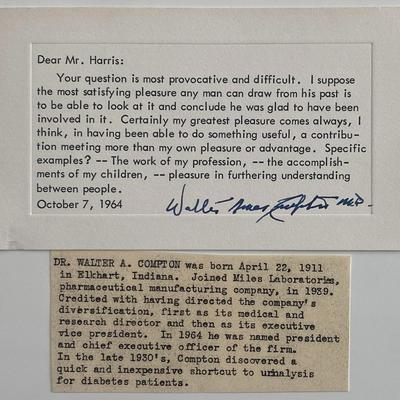 Dear Mr. Harris:
Your question is most provocative and difficult. I suppose
the most satisfying pleasure any man can draw from his past is
to be able to look at it and conclude he was glad to have been
involved in it. Certainly my greatest pleasure comes always, I
think, in having been able to do something useful, a contribu-
tion meeting more than my own pleasure or advantage. Specific
examples? -- The work of my profession, -- the accomplish-
ments of my children, -- pleasure in furthering understanding
between people.
October 7, 1964
Walter Ames Compton M.D.
DR. WALTER A. COMPTON was born April 22, 1911
in Elkhart, Indiana. Joined Miles Laboratories,
pharmaceutical manufacturing company, in 1939.
Credited with having directed the company's
diversification, first as its medical and
research director and then as its executive
vice president. In 1964 he was named president
and chief executive officer of the firm.
In the late 1930's, Compton discovered a
quick and inexpensive shortcut to urinalysis
for diabetes patients.